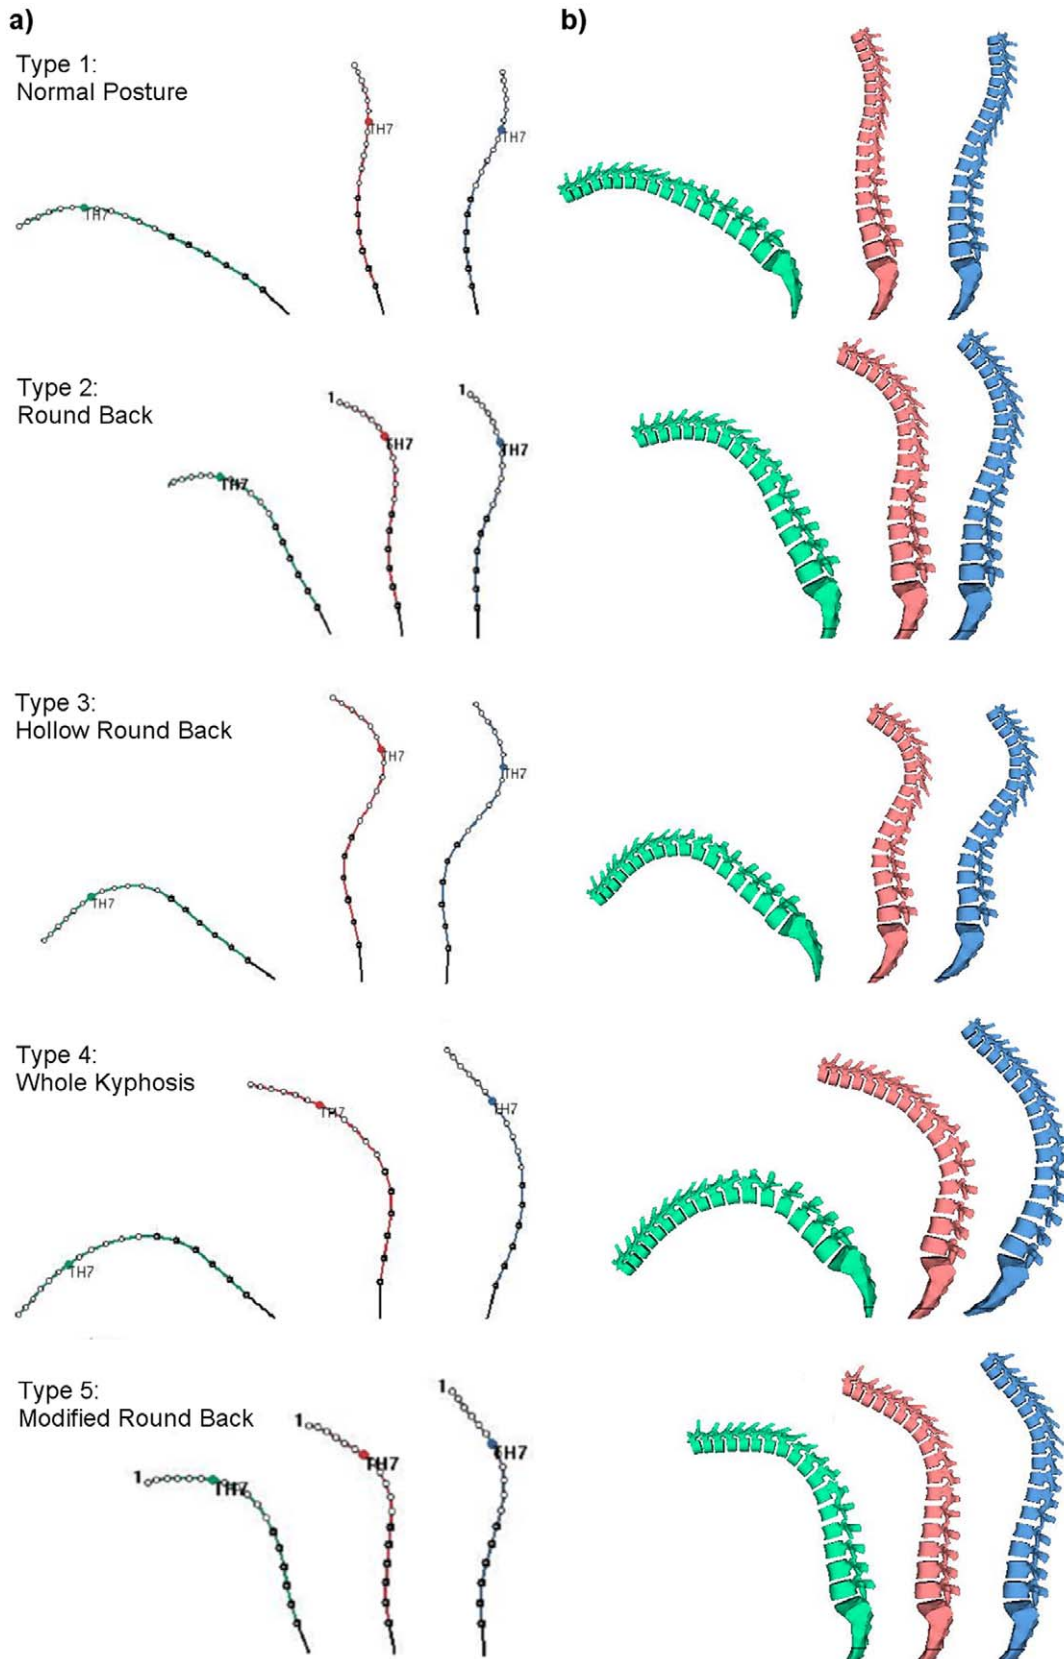 a)
b)
Type 1:
Normal Posture
TH7
TH7
TH7
Type 2:
Round Back
1
1
TH7
TH7
TH7
Type 3:
Hollow Round Back
TH7
TH7
TH7
Type 4:
Whole Kyphosis
TH7
TH7
TH7
Type 5:
Modified Round Back
1
1
TH7
TH7
1
TH7